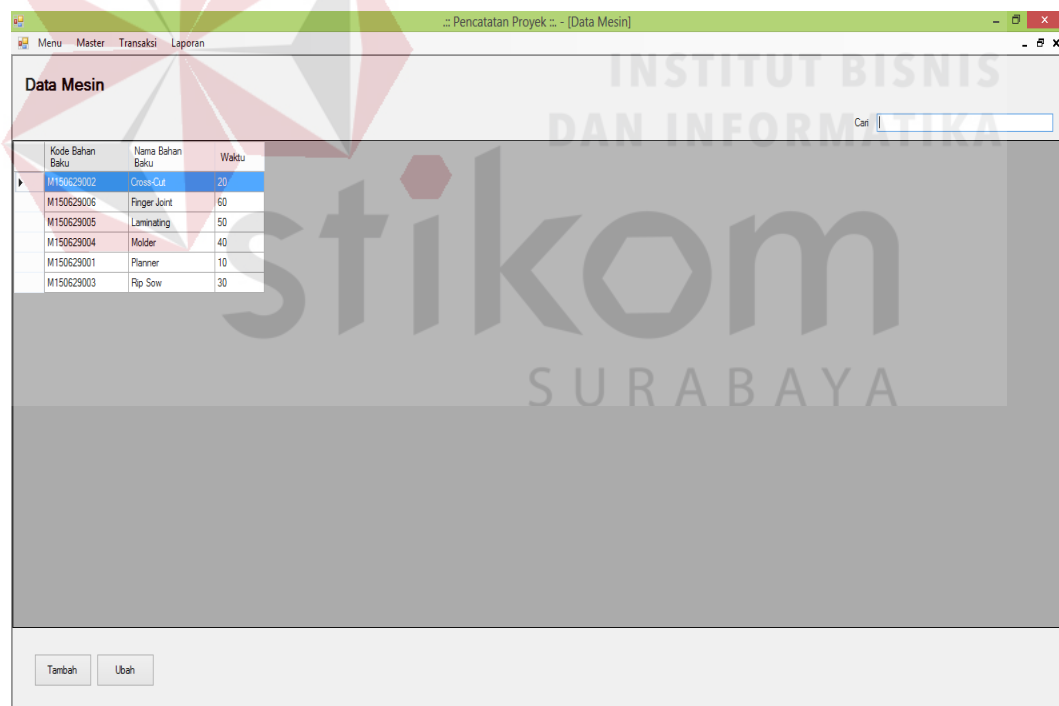 .:: Pencatatan Proyek ::. - [Data Mesin]
Menu Master Transaksi Laporan
Data Mesin
INSTITUT BISNIS
DAN INFORMATIKA
Cari
Kode Bahan Baku Nama Bahan Baku Waktu
M150629002 Cross-Cut 20
M150629006 Finger Joint 60
M150629005 Laminating 50
M150629004 Molder 40
M150629001 Planner 10
M150629003 Rip Sow 30
stikom
SURABAYA
Tambah Ubah